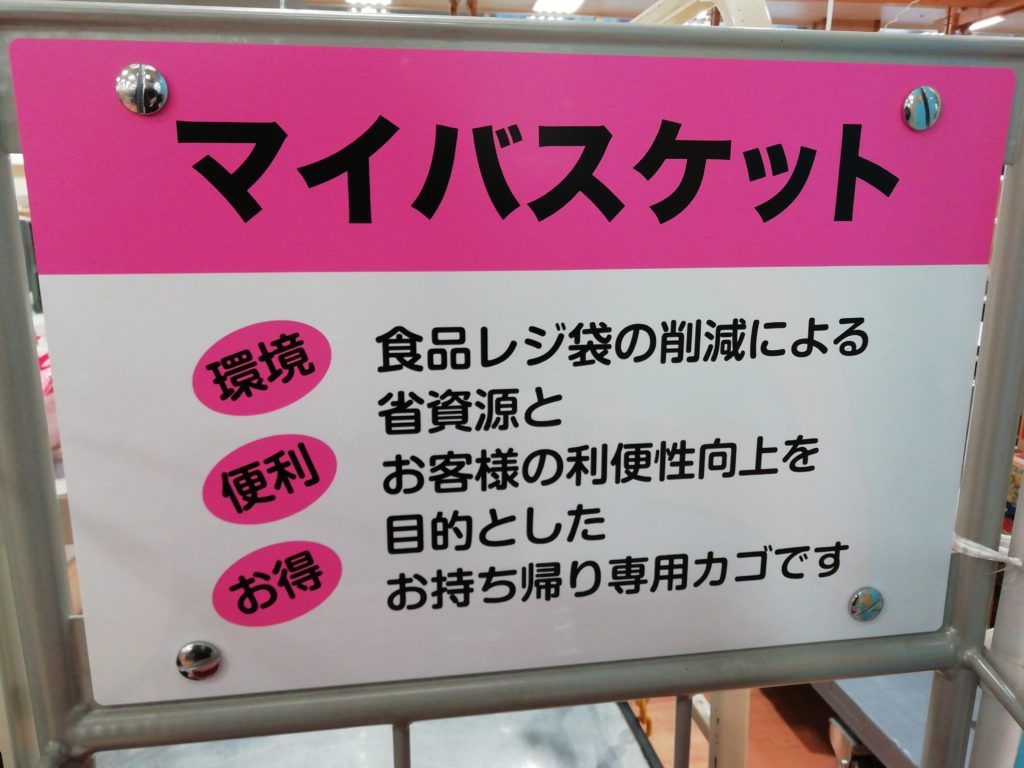 マイバスケット
環境
便利
お得
食品レジ袋の削減による
省資源と
お客様の利便性向上を
目的とした
お持ち帰り専用カゴです